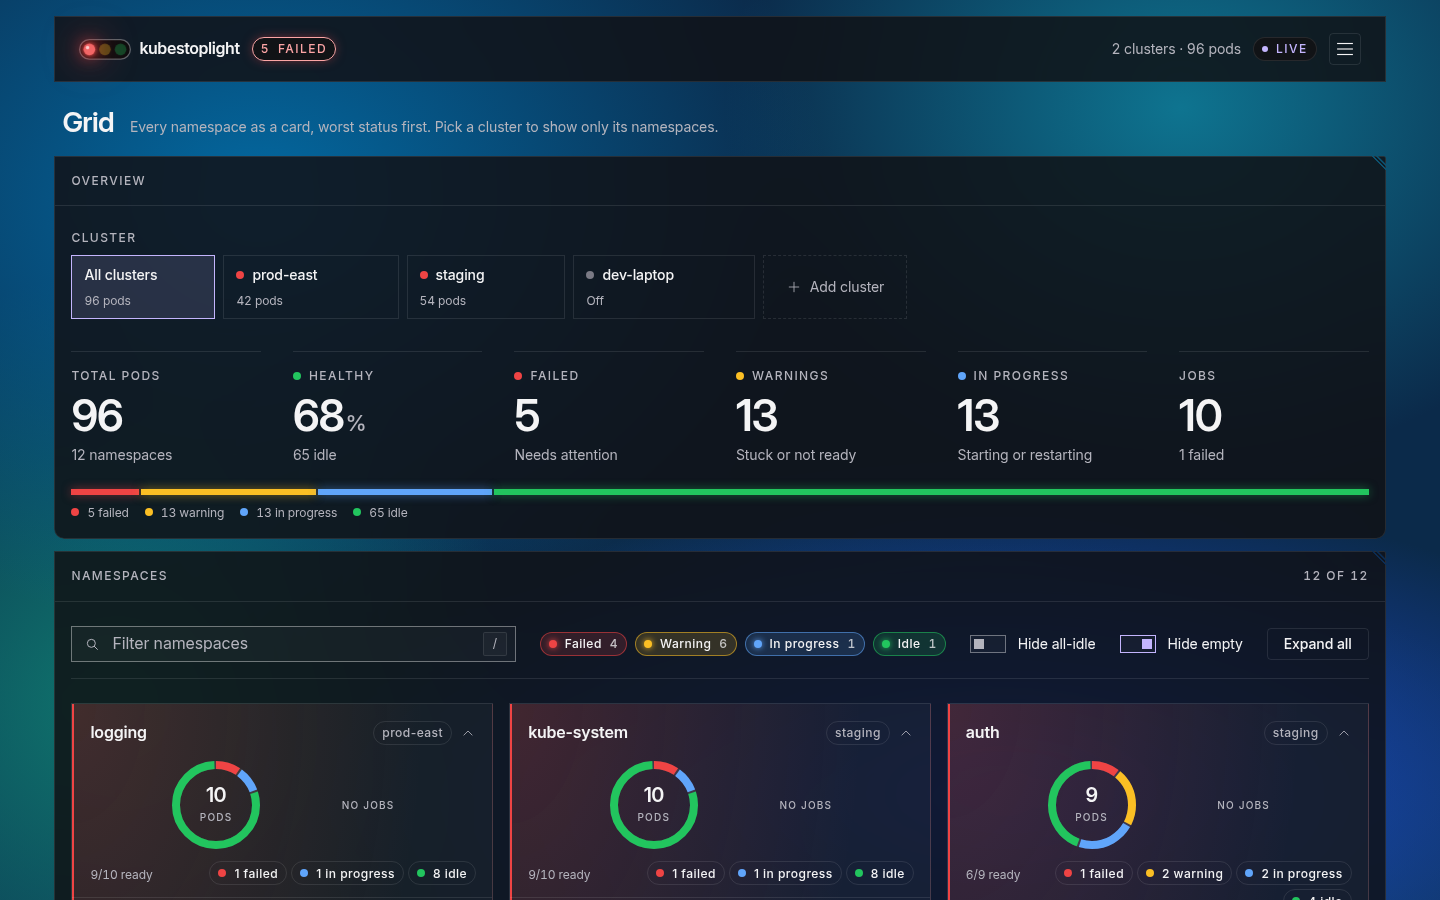 kubestoplight 5 FAILED 2 clusters · 96 pods LIVE
Grid Every namespace as a card, worst status first. Pick a cluster to show only its namespaces.
OVERVIEW
CLUSTER
All clusters prod-east staging dev-laptop
Add cluster
96 pods 42 pods 54 pods Off
TOTAL PODS HEALTHY FAILED WARNINGS IN PROGRESS JOBS
96 68% 5 13 13 10
12 namespaces 65 idle Needs attention Stuck or not ready Starting or restarting 1 failed
5 failed 13 warning 13 in progress 65 idle
NAMESPACES 12 OF 12
Filter namespaces / Failed 4 Warning 6 In progress 1 Idle 1 Hide all-idle Hide empty Expand all
logging prod-east kube-system staging auth staging
10 10 9
NO JOBS NO JOBS NO JOBS
PODS PODS PODS
9/10 ready 1 failed 1 in progress 8 idle 9/10 ready 1 failed 1 in progress 8 idle 6/9 ready 1 failed 2 warning 2 in progress
4 idle